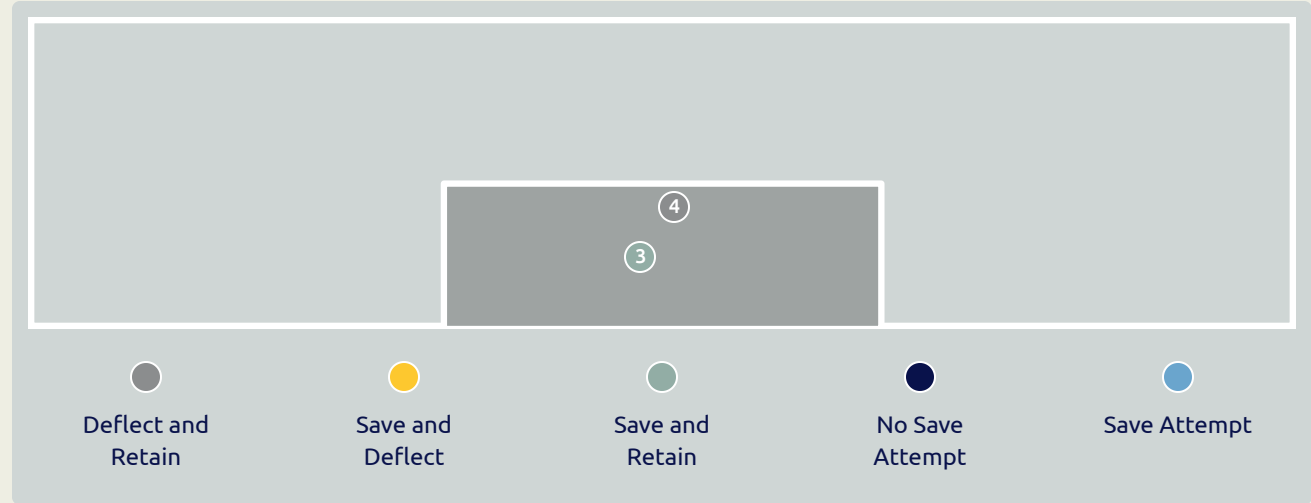 4
3
Deflect and
Retain
Save and
Deflect
Save and
Retain
No Save
Attempt
Save Attempt